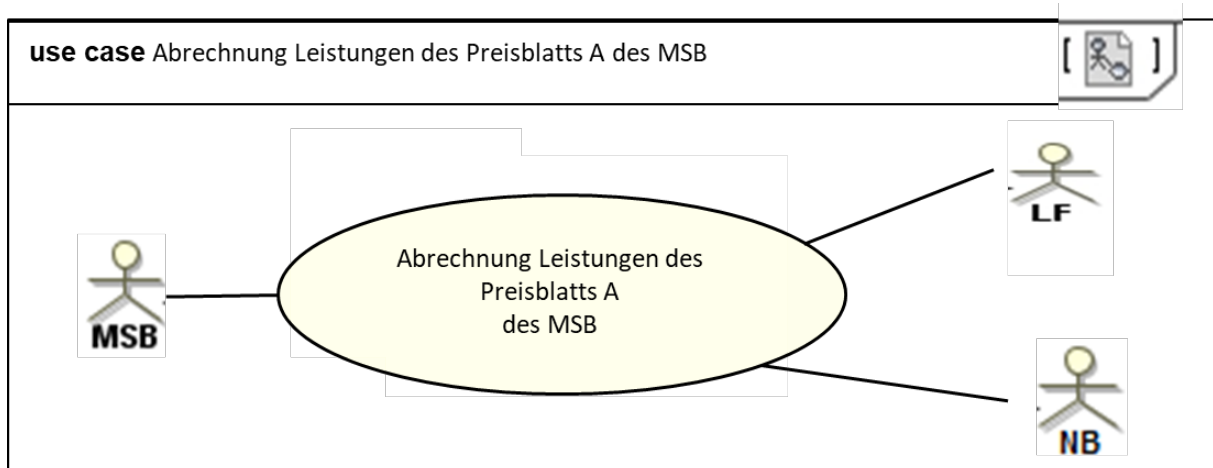 use case Abrechnung Leistungen des Preisblatts A des MSB
[ ]
LF
MSB
Abrechnung Leistungen des
Preisblatts A
des MSB
NB